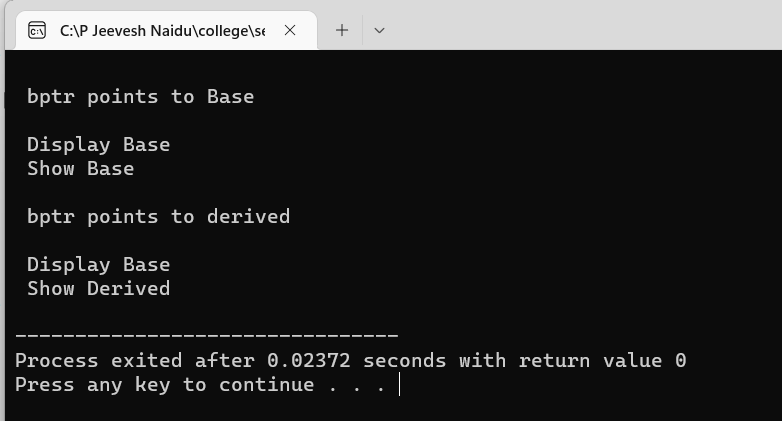 C:\P Jeevesh Naidu\college\se
bptr points to Base
Display Base
Show Base
bptr points to derived
Display Base
Show Derived
--------------------------------
Process exited after 0.02372 seconds with return value 0
Press any key to continue . . .